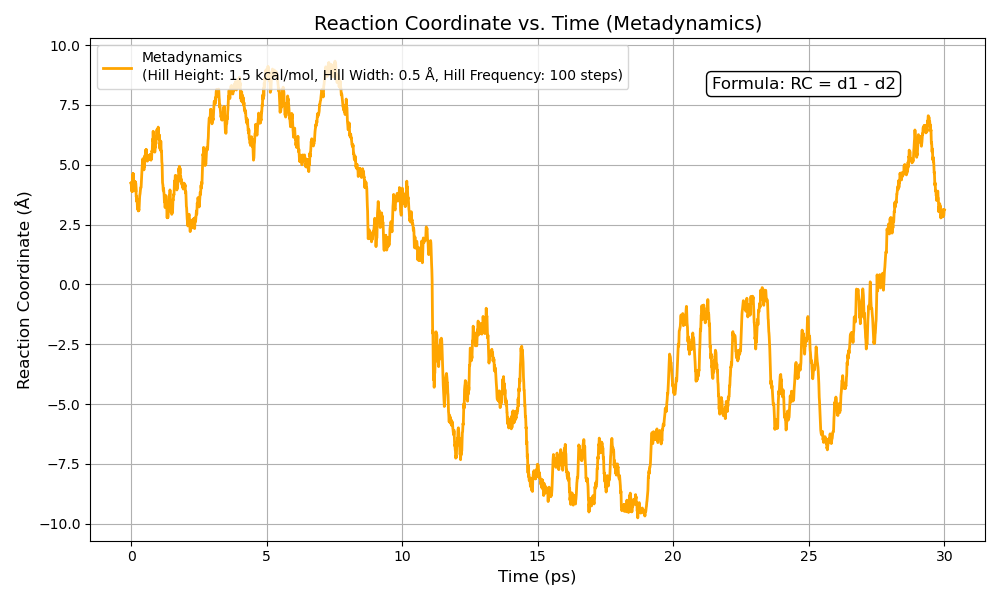 Reaction Coordinate vs. Time (Metadynamics)
Metadynamics
(Hill Height: 1.5 kcal/mol, Hill Width: 0.5 Å, Hill Frequency: 100 steps)
Formula: RC = d1 - d2
Reaction Coordinate (Å)
10.0
7.5
5.0
2.5
0.0
−2.5
−5.0
−7.5
−10.0
0 5 10 15 20 25 30
Time (ps)